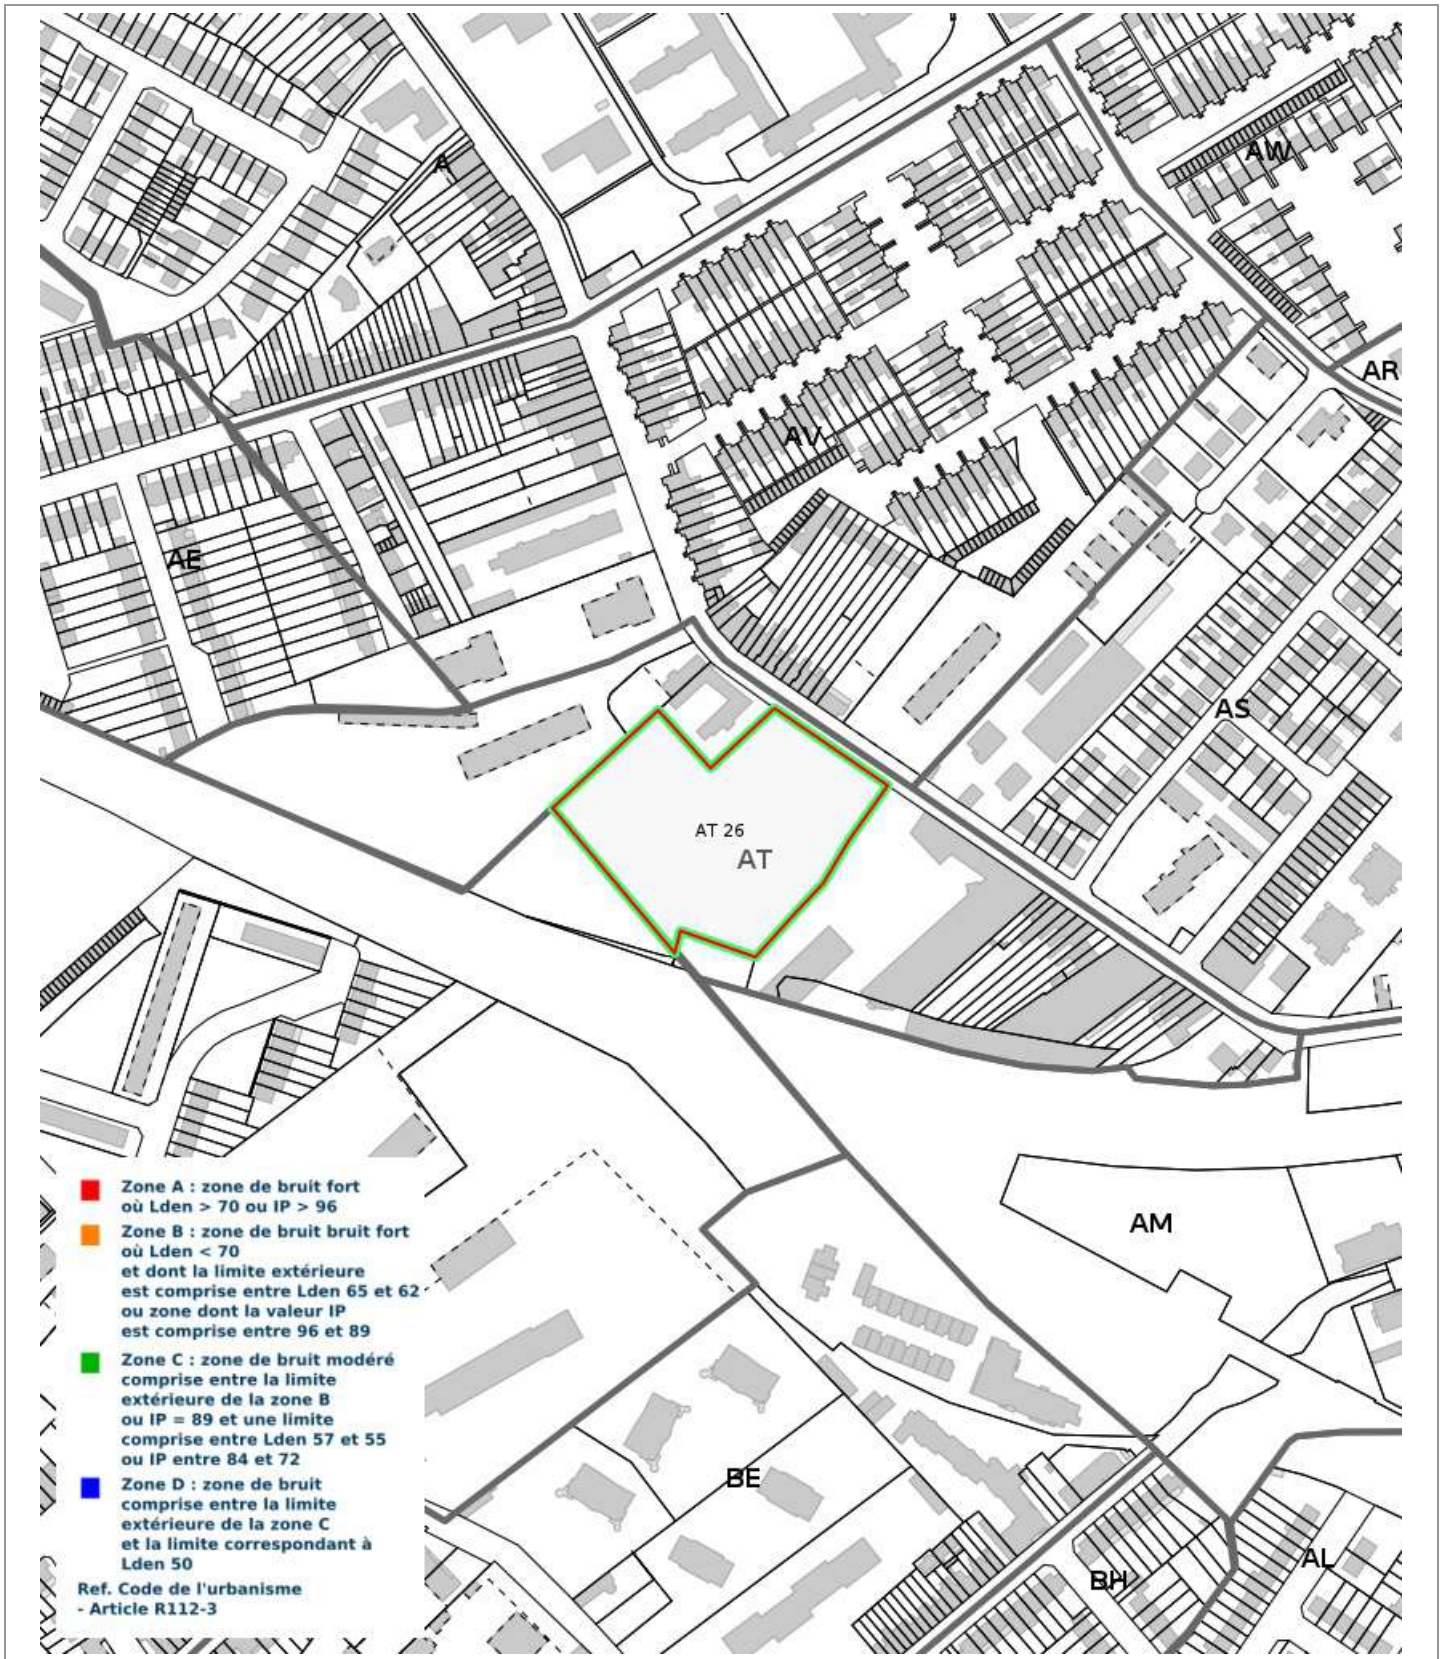 A
AW
AR
AV
AE
AS
AT 26
AT
Zone A : zone de bruit fort
où Lden > 70 ou IP > 96
Zone B : zone de bruit bruit fort
où Lden < 70
et dont la limite extérieure
est comprise entre Lden 65 et 62
ou zone dont la valeur IP
est comprise entre 96 et 89
Zone C : zone de bruit modéré
comprise entre la limite
extérieure de la zone B
ou IP = 89 et une limite
comprise entre Lden 57 et 55
ou IP entre 84 et 72
Zone D : zone de bruit
comprise entre la limite
extérieure de la zone C
et la limite correspondant à
Lden 50
Ref. Code de l'urbanisme
- Article R112-3
AM
BE
BH
AL